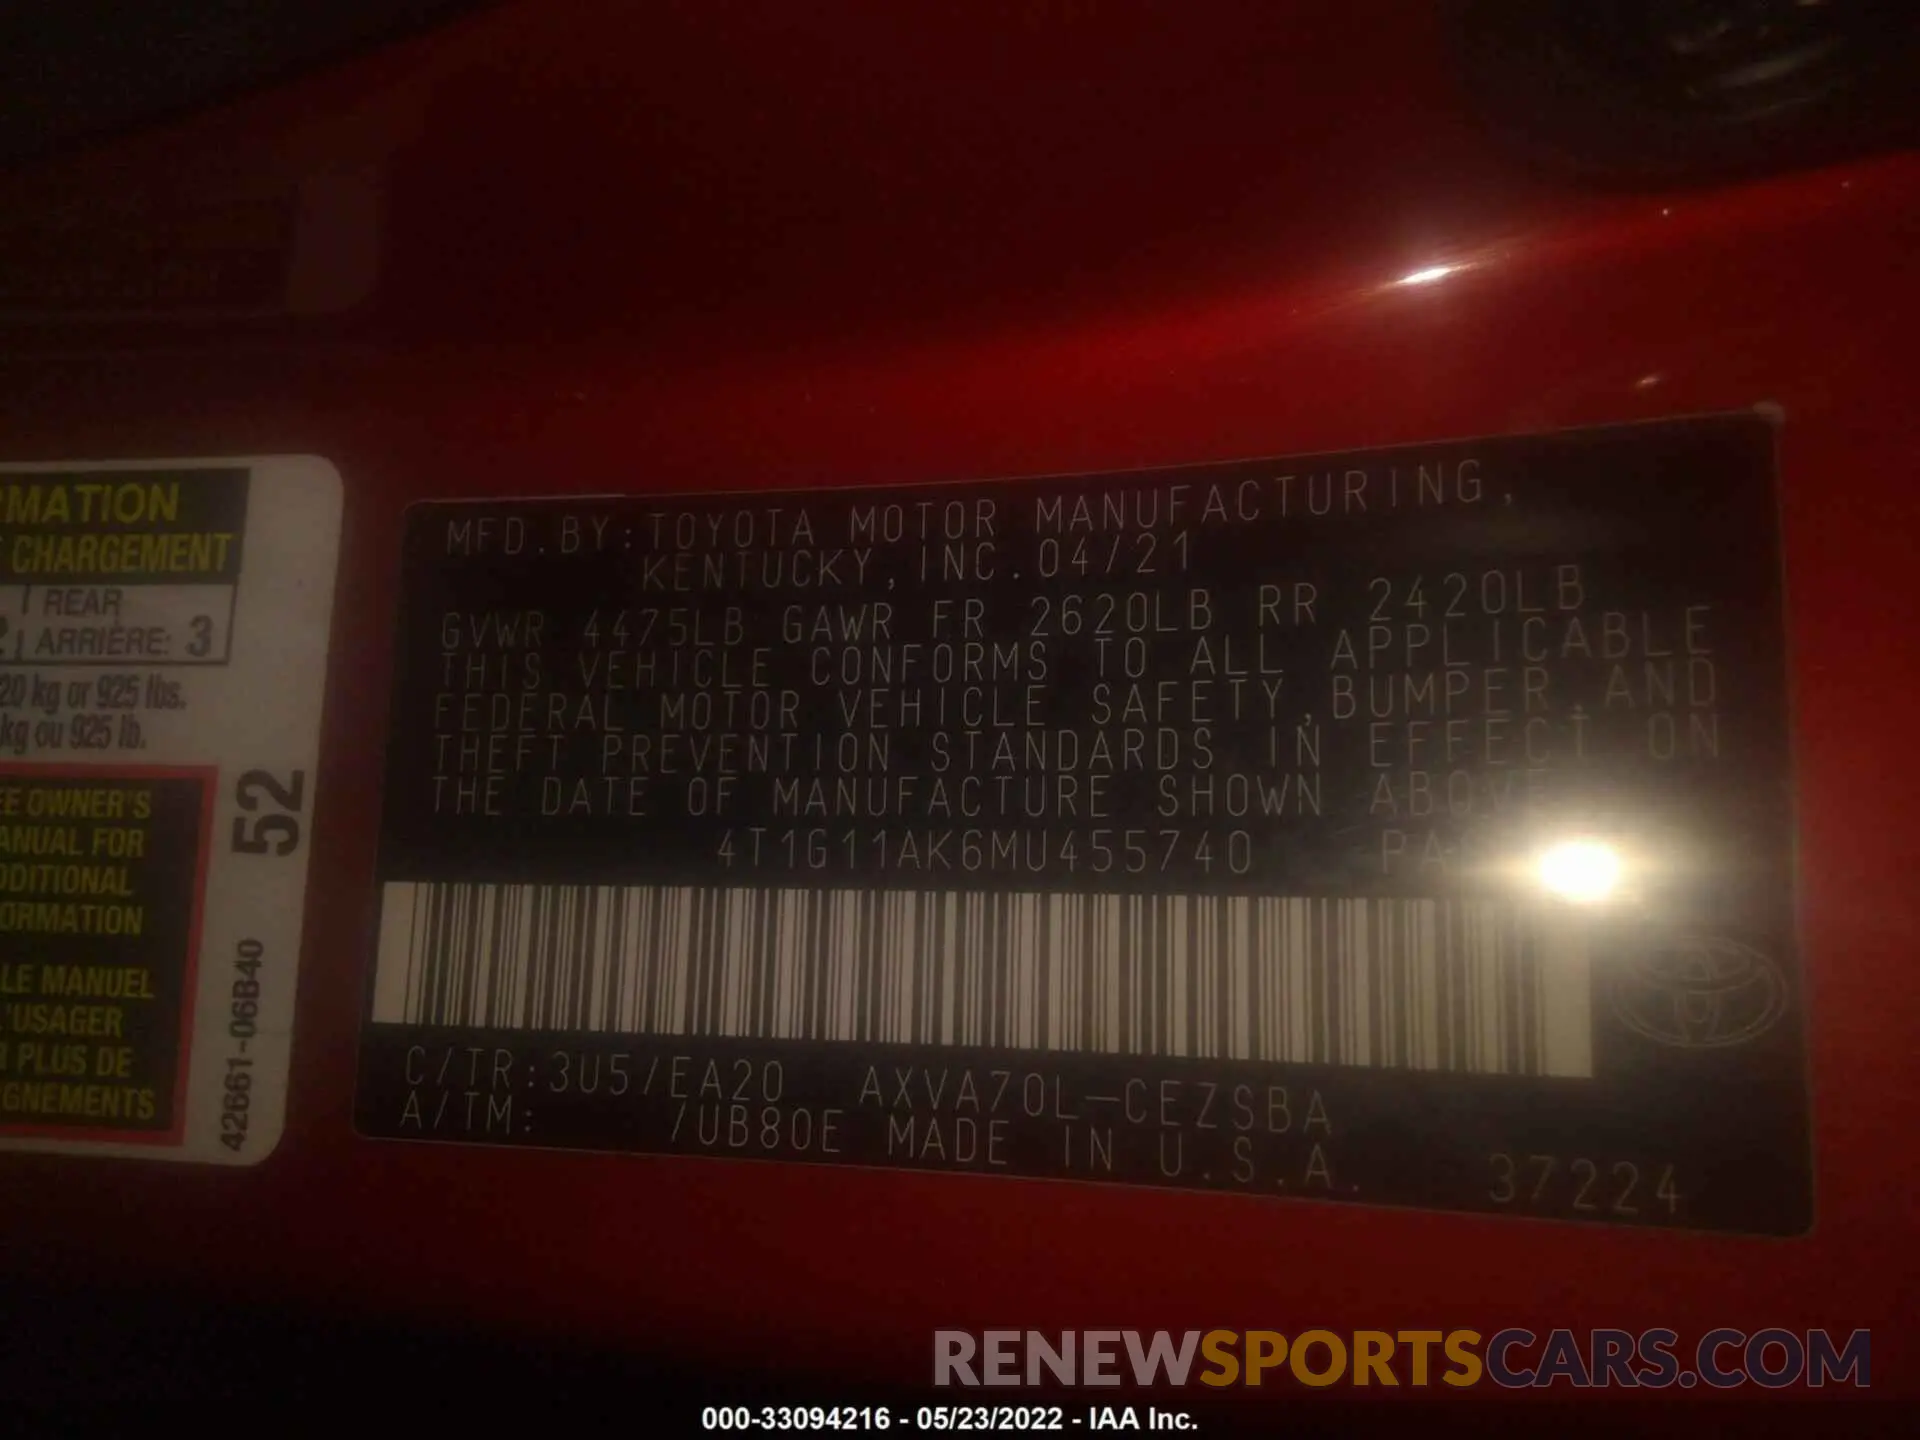 RMATION
CHARGEMENT
REAR
ARRIÈRE: 3
20 kg or 925 lbs.
kg ou 925 lb.
EE OWNER'S
ANUAL FOR
DDITIONAL
ORMATION
LE MANUEL
L'USAGER
R PLUS DE
IGNEMENTS
52
42661-06B40
MFD. BY: TOYOTA MOTOR MANUFACTURING,
KENTUCKY, INC. 04/21
GVWR 4475LB GAWR FR 2620LB RR 2420LB
THIS VEHICLE CONFORMS TO ALL APPLICABLE
FEDERAL MOTOR VEHICLE SAFETY, BUMPER, AND
THEFT PREVENTION STANDARDS IN EFFECT ON
THE DATE OF MANUFACTURE SHOWN ABOVE
4T1G11AK6MU455740 PA
C/TR: 3U5/EA20 AXVA70L-CEZSBA
A/TM: /UB80E MADE IN U.S.A.
37224
RENEWSPORTSCARS.COM
000-33094216 - 05/23/2022 - IAA Inc.